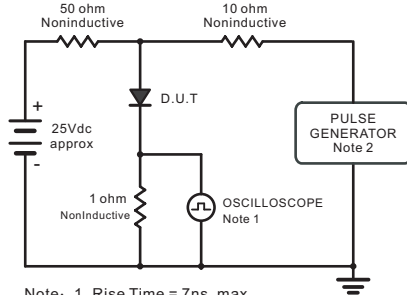 50 ohm
Noninductive
10 ohm
Noninductive
D.U.T
+
25Vdc
approx
-
PULSE
GENERATOR
Note 2
1 ohm
NonInductive
OSCILLOSCOPE
Note 1
Note: 1. Rise Time = 7ns max.